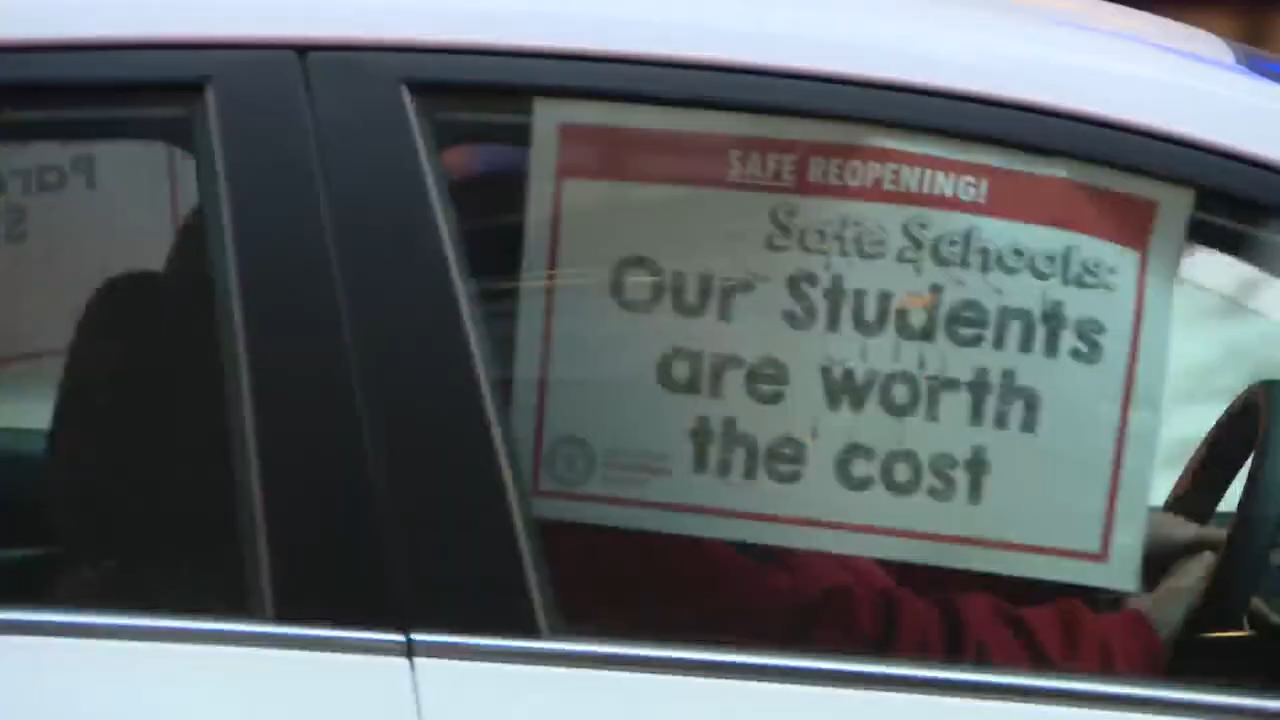 SAFE REOPENING!
Safe Schools:
Our Students
are worth
the cost